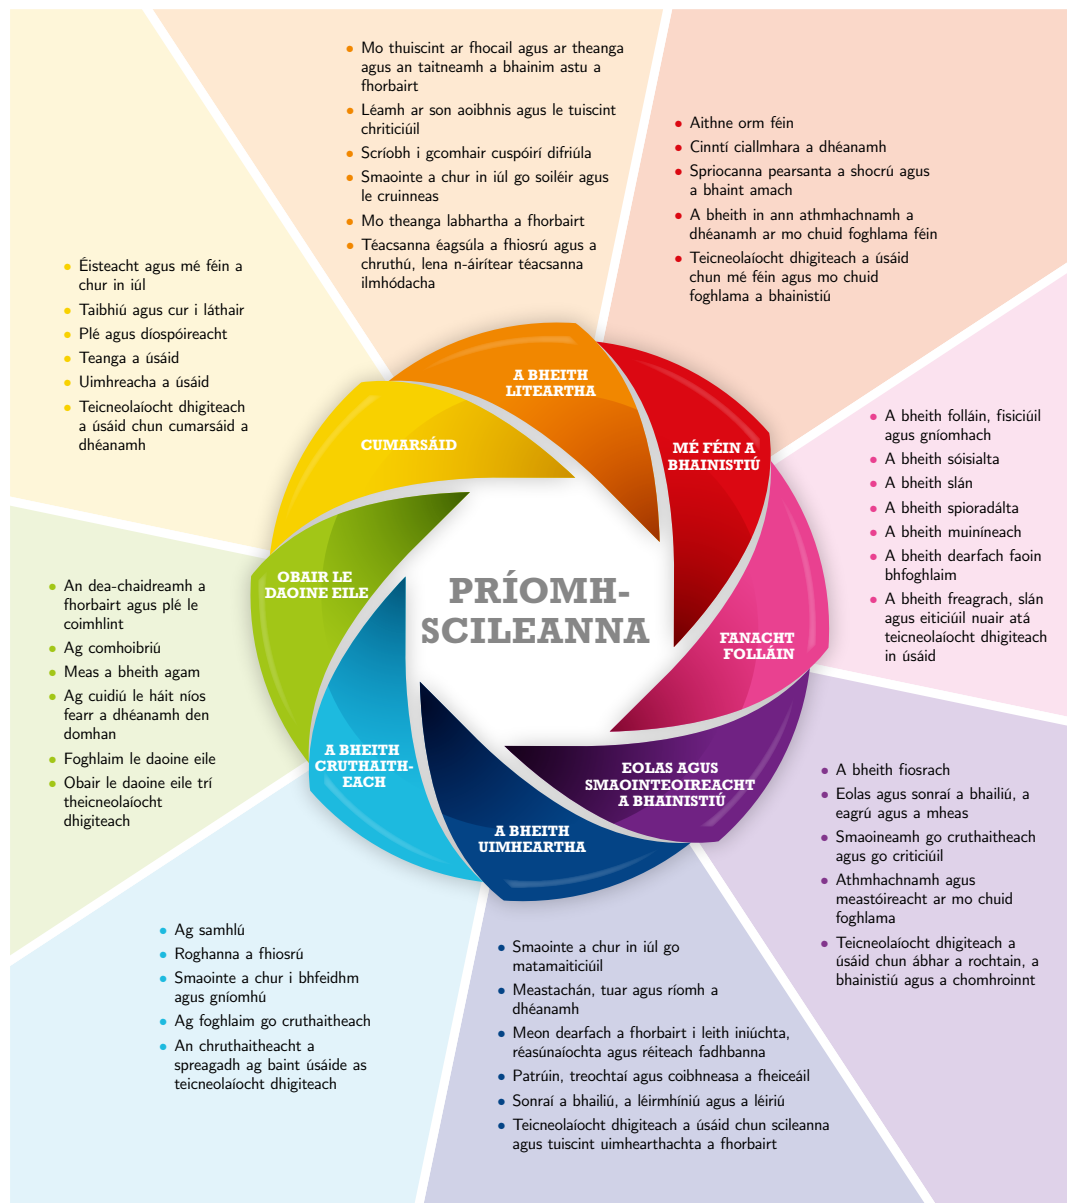 • Mo thuiscint ar fhocail agus ar theanga
agus an taitneamh a bhainim astu a
fhorbairt
• Léamh ar son aoibhnis agus le tuiscint
chriticiúil
• Scríobh i gcomhair cuspóirí difriúla
• Smaointe a chur in iúl go soiléir agus
le cruinneas
• Mo theanga labhartha a fhorbairt
• Téacsanna éagsúla a fhiosrú agus a
chruthú, lena n-áirítear téacsanna
ilmhódacha
• Aithne orm féin
• Cinntí ciallmhara a dhéanamh
• Spriocanna pearsanta a shocrú agus
a bhaint amach
• A bheith in ann athmhachnamh a
dhéanamh ar mo chuid foghlama féin
• Teicneolaíocht dhigiteach a úsáid
chun mé féin agus mo chuid
foghlama a bhainistiú
• Éisteacht agus mé féin a
chur in iúl
• Taibhiú agus cur i láthair
• Plé agus díospóireacht
• Teanga a úsáid
• Uimhreacha a úsáid
• Teicneolaíocht dhigiteach
a úsáid chun cumarsáid a
dhéanamh
A BHEITH
LITEARTHA
CUMARSÁID
MÉ FÉIN A
BHAINISTIÚ
• A bheith folláin, fisiciúil
agus gníomhach
• A bheith sóisialta
• A bheith slán
• A bheith spioradálta
• A bheith muiníneach
• A bheith dearfach faoin
bhfoghlaim
• A bheith freagrach, slán
agus eiticiúil nuair atá
teicneolaíocht dhigiteach
in úsáid
OBAIR LE
DAOINE EILE
PRÍOMH-
SCILEANNA
FANACHT
FOLLÁIN
• An dea-chaidreamh a
fhorbairt agus plé le
coimhlint
• Ag comhoibriú
• Meas a bheith agam
• Ag cuidiú le háit níos
fearr a dhéanamh den
domhan
• Foghlaim le daoine eile
• Obair le daoine eile trí
theicneolaíocht
dhigiteach
A BHEITH
CRUTHAITH-
EACH
A BHEITH
UIMHEARTHA
EOLAS AGUS
SMAOINTEOIREACHT
A BHAINISTIÚ
• A bheith fiosrach
• Eolas agus sonraí a bhailiú, a
eagrú agus a mheas
• Smaoineamh go cruthaitheach
agus go criticiúil
• Athmhachnamh agus
meastóireacht ar mo chuid
foghlama
• Teicneolaíocht dhigiteach a
úsáid chun ábhar a rochtain, a
bhainistiú agus a chomhroinnt
• Ag samhlú
• Roghanna a fhiosrú
• Smaointe a chur i bhfeidhm
agus gníomhú
• Ag foghlaim go cruthaitheach
• An chruthaitheacht a
spreagadh ag baint úsáide as
teicneolaíocht dhigiteach
• Smaointe a chur in iúl go
matamaiticiúil
• Meastachán, tuar agus ríomh a
dhéanamh
• Meon dearfach a fhorbairt i leith iniúchta,
réasúnaíochta agus réiteach fadhbanna
• Patrúin, treochtaí agus coibhneasa a fheiceáil
• Sonraí a bhailiú, a léirmhíniú agus a léiriú
• Teicneolaíocht dhigiteach a úsáid chun scileanna
agus tuiscint uimhearthachta a fhorbairt